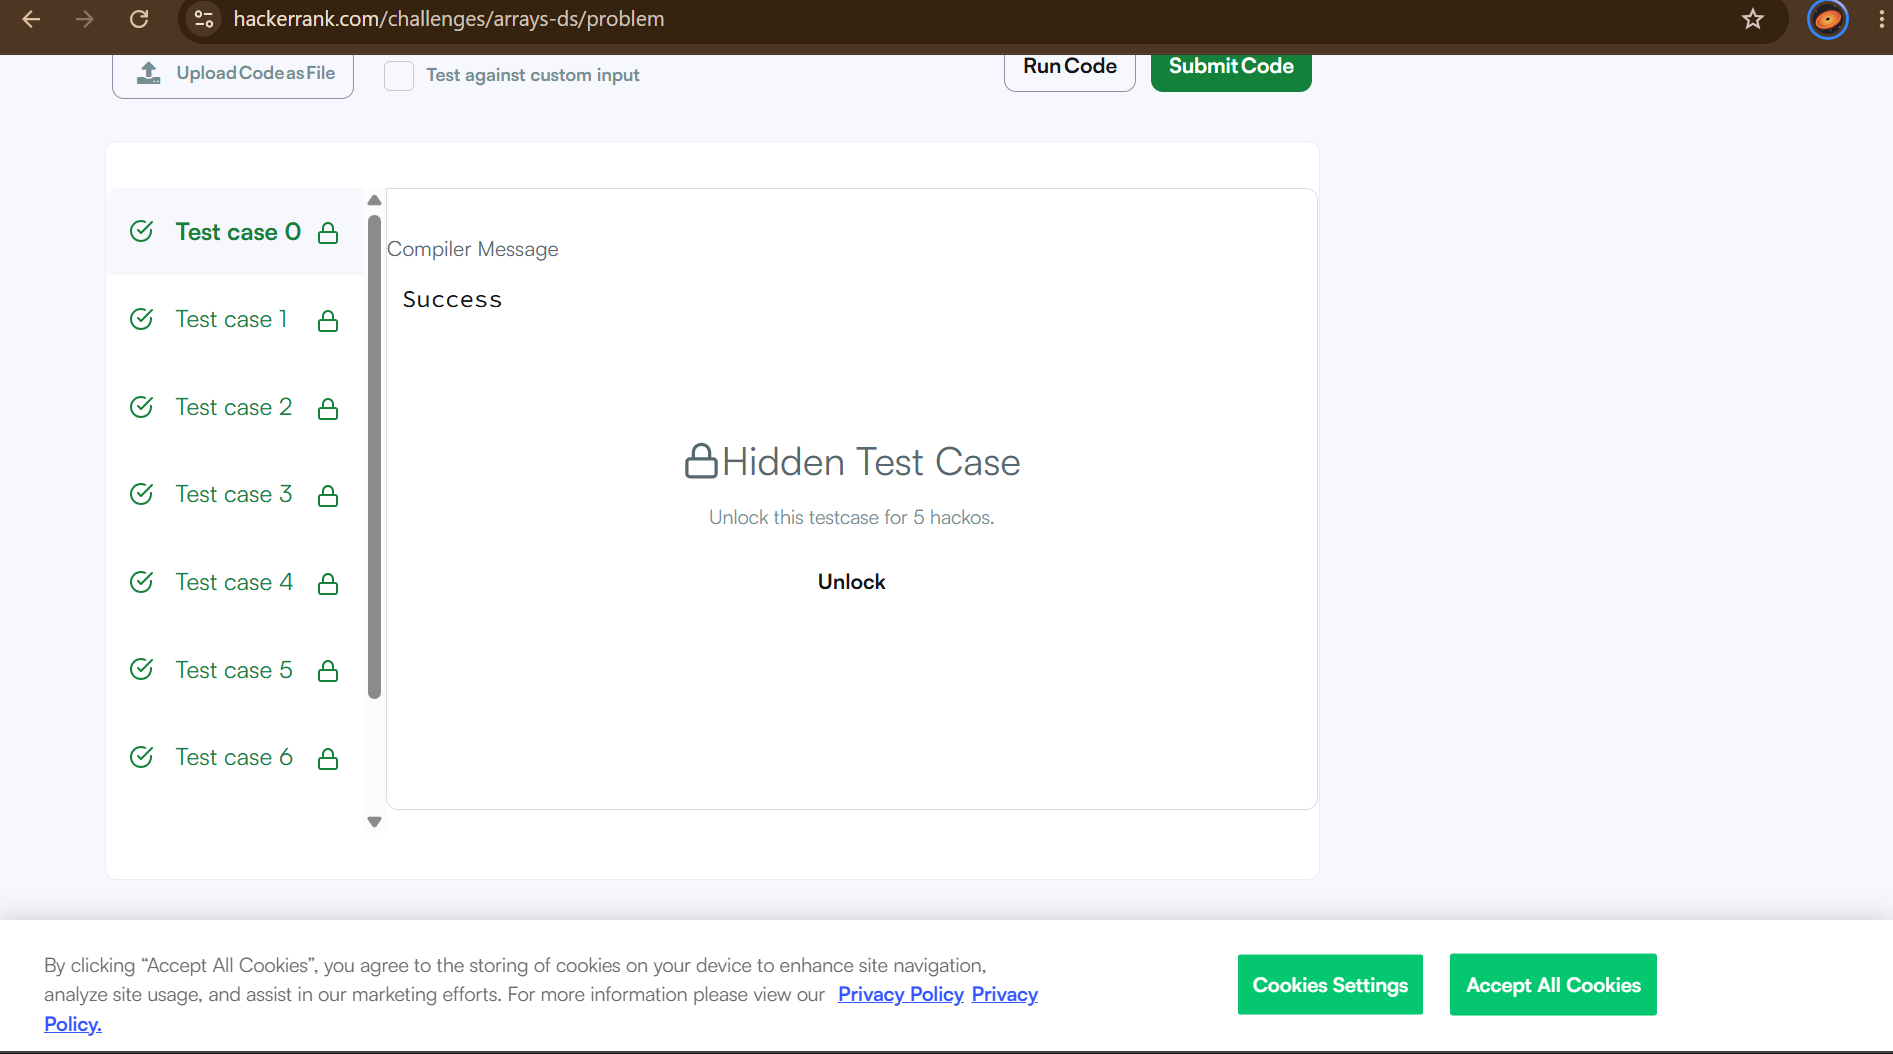 hackerrank.com/challenges/arrays-ds/problem
Upload Code as File
Test against custom input
Run Code
Submit Code
Test case 0
Test case 1
Test case 2
Test case 3
Test case 4
Test case 5
Test case 6
Compiler Message
Success
Hidden Test Case
Unlock this testcase for 5 hackos.
Unlock
By clicking “Accept All Cookies”, you agree to the storing of cookies on your device to enhance site navigation,
analyze site usage, and assist in our marketing efforts. For more information please view our Privacy Policy Privacy
Policy.
Cookies Settings
Accept All Cookies